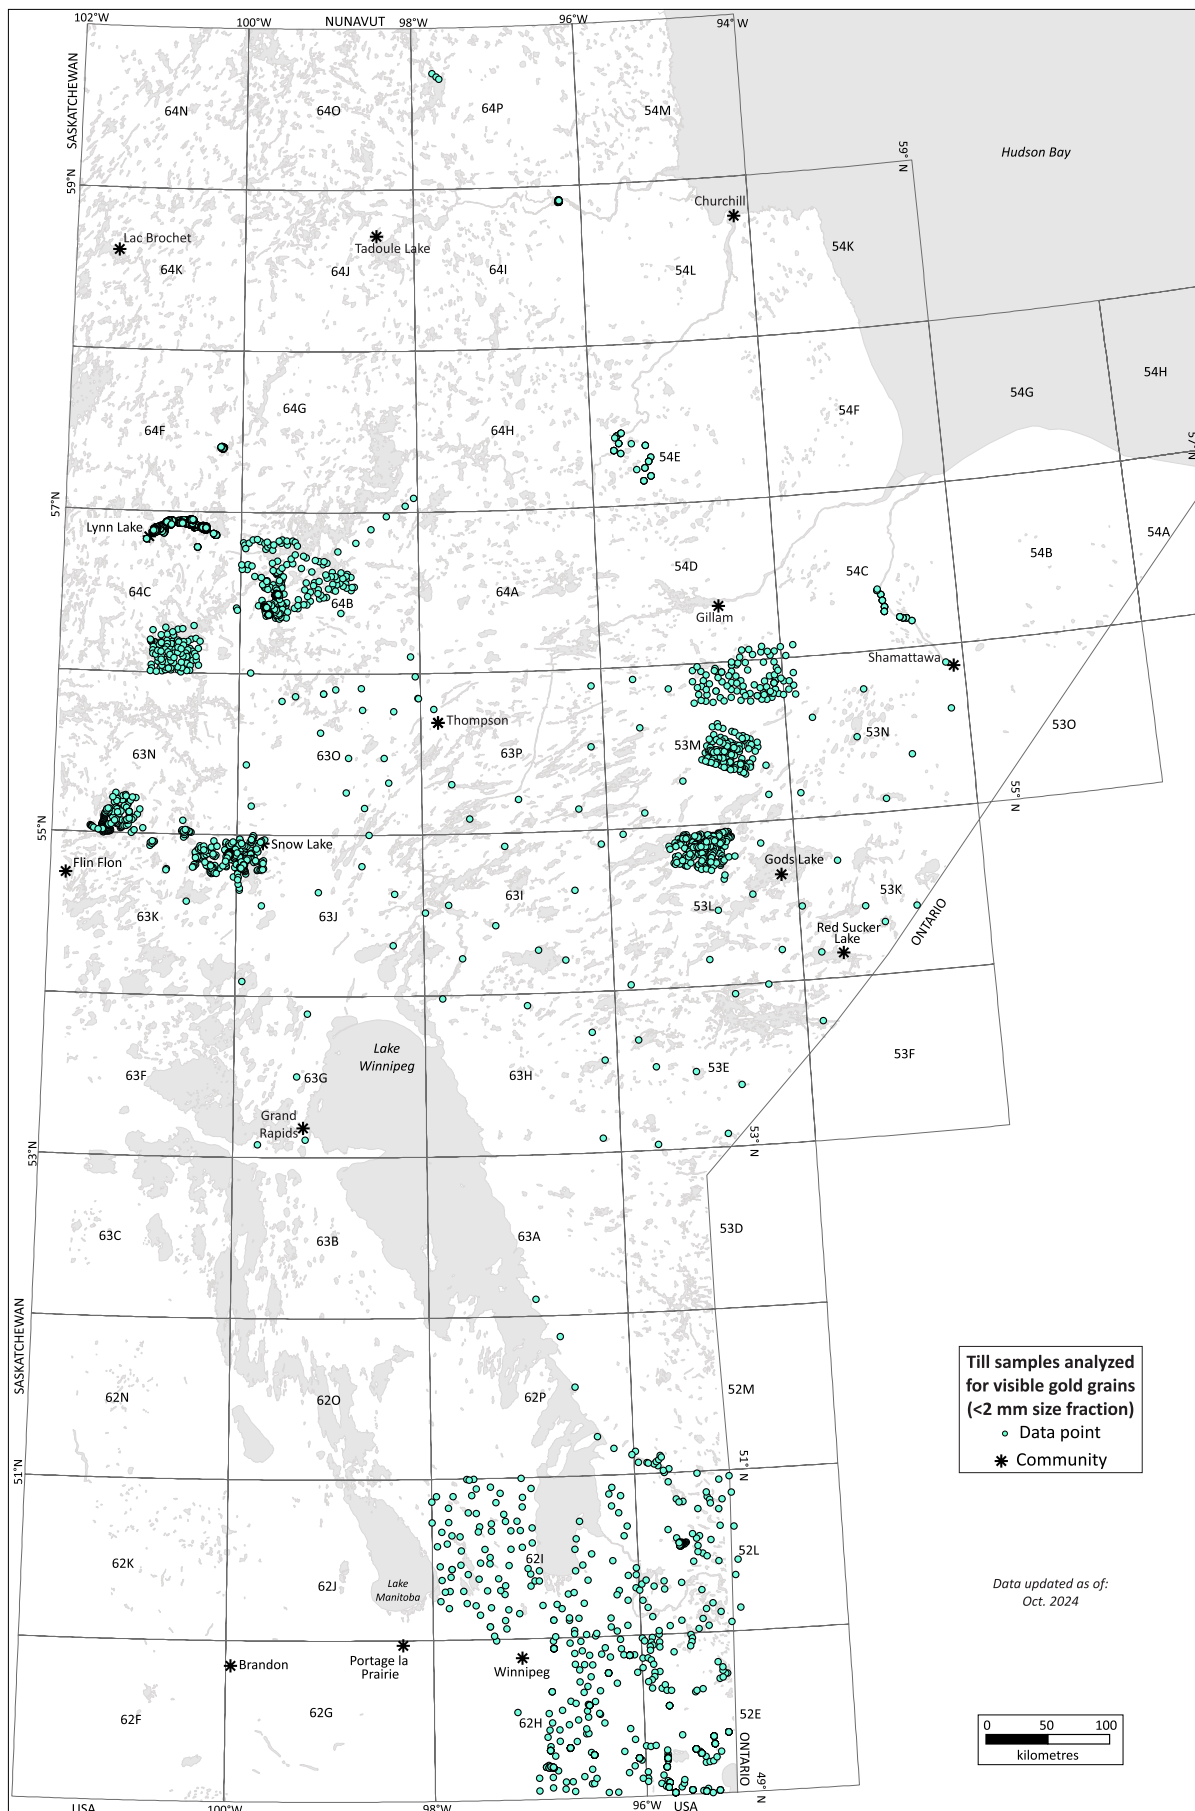 102°W
100°W
NUNAVUT
98°W
96°W
94°W
SASKATCHEWAN
64N
64O
64P
54M
Hudson Bay
59°N
59°N
Churchill
Lac Brochet
Tadoule Lake
64K
64J
64I
54L
54K
54G
54H
64F
64G
64H
54E
54F
57°N
57°N
Lynn Lake
64C
64B
64A
54D
54C
54B
54A
Gillam
Shamattawa
Thompson
63N
63O
63P
53M
53N
53O
55°N
55°N
Flin Flon
Snow Lake
Gods Lake
63K
63J
63I
53L
53K
Red Sucker
Lake
ONTARIO
Lake
Winnipeg
63F
63G
63H
53E
53F
Grand
Rapids
53°N
53°N
63C
63B
63A
53D
SASKATCHEWAN
62N
62O
62P
52M
Till samples analyzed
for visible gold grains
(<2 mm size fraction)
Data point
Community
51°N
51°N
62K
62J
Lake
Manitoba
62I
52L
Data updated as of:
Oct. 2024
Brandon
Portage la
Prairie
Winnipeg
62F
62G
62H
52E
ONTARIO
49°N
0 50 100
kilometres
USA
100°W
98°W
96°W
USA